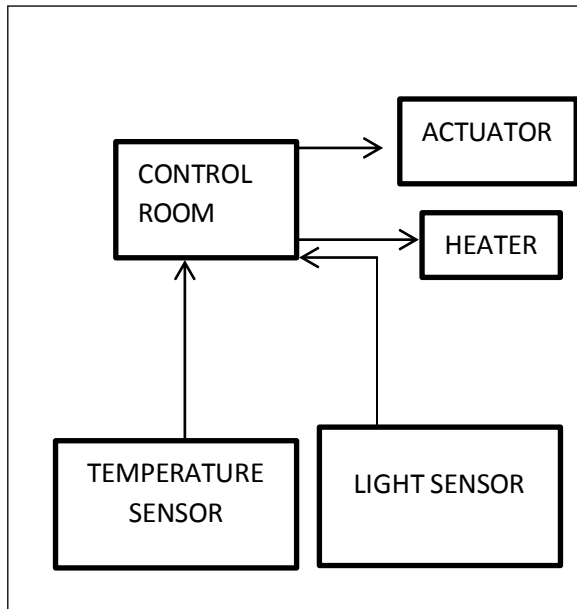 ACTUATOR
CONTROL
ROOM
HEATER
TEMPERATURE
SENSOR
LIGHT SENSOR